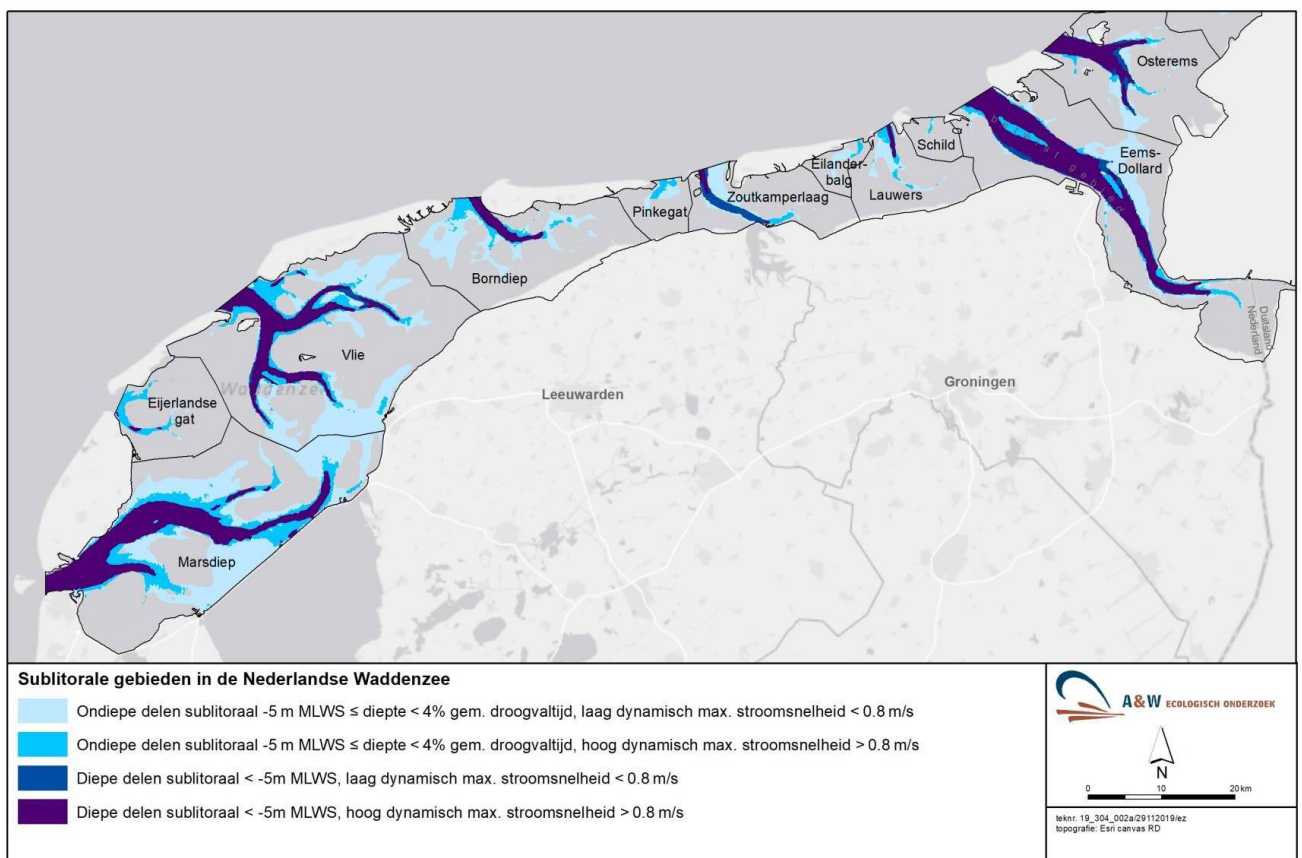 Osterems
Schild
Eems-
Dollard
Eilander-
balg
betwist gebied
Lauwers
Zoutkamperlaag
Pinkegat
Borndiep
Duitsland
Nederland
Vlie
Waddenzee
Groningen
Leeuwarden
Eijerlandse
gat
Marsdiep
Sublitorale gebieden in de Nederlandse Waddenzee
Ondiepe delen sublitoraal -5 m MLWS ≤ diepte < 4% gem. droogvaltijd, laag dynamisch max. stroomsnelheid < 0.8 m/s
Ondiepe delen sublitoraal -5 m MLWS ≤ diepte < 4% gem. droogvaltijd, hoog dynamisch max. stroomsnelheid > 0.8 m/s
Diepe delen sublitoraal < -5m MLWS, laag dynamisch max. stroomsnelheid < 0.8 m/s
Diepe delen sublitoraal < -5m MLWS, hoog dynamisch max. stroomsnelheid > 0.8 m/s
A&W ECOLOGISCH ONDERZOEK
N
0 10 20 km
teknr. 19_304_002a/29112019/ez
topografie: Esri canvas RD